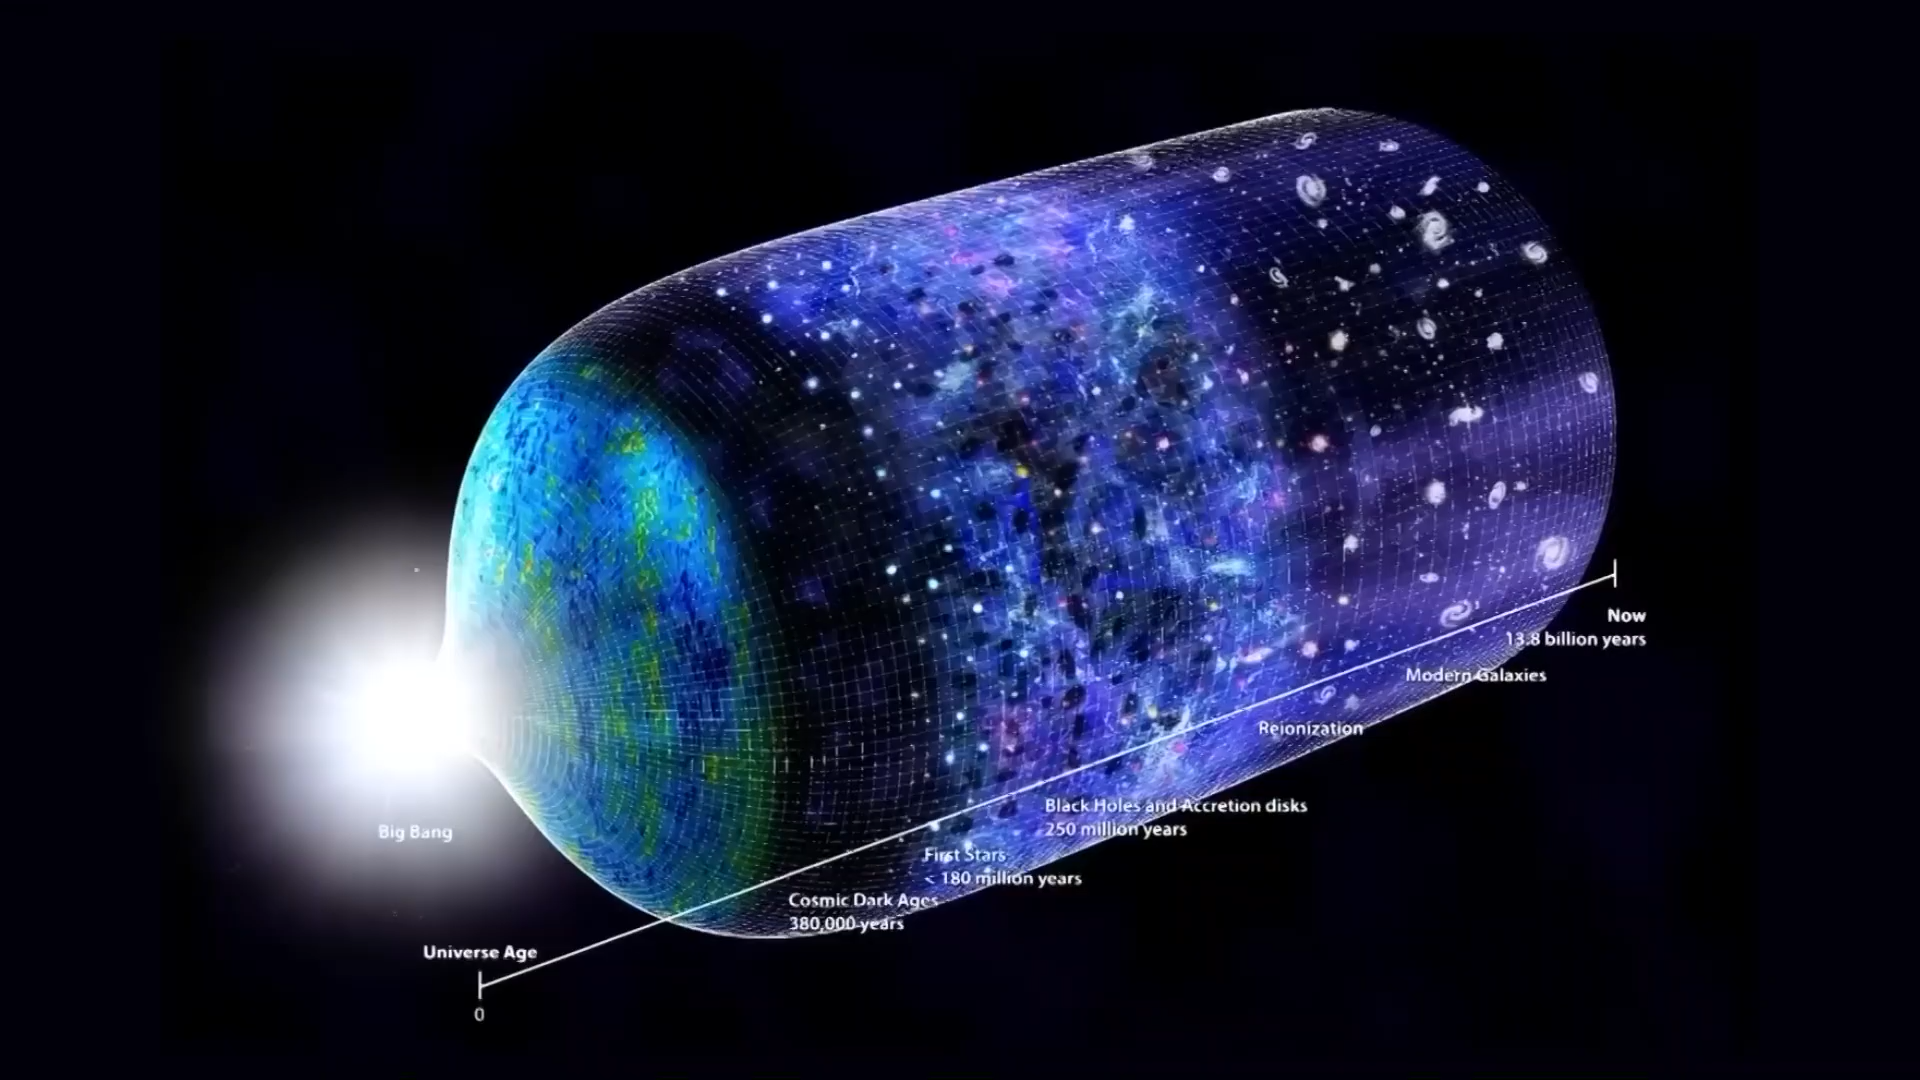 Big Bang
Universe Age
0
Cosmic Dark Ages
380,000 years
First Stars
< 180 million years
Black Holes and Accretion disks
250 million years
Reionization
Modern Galaxies
Now
13.8 billion years